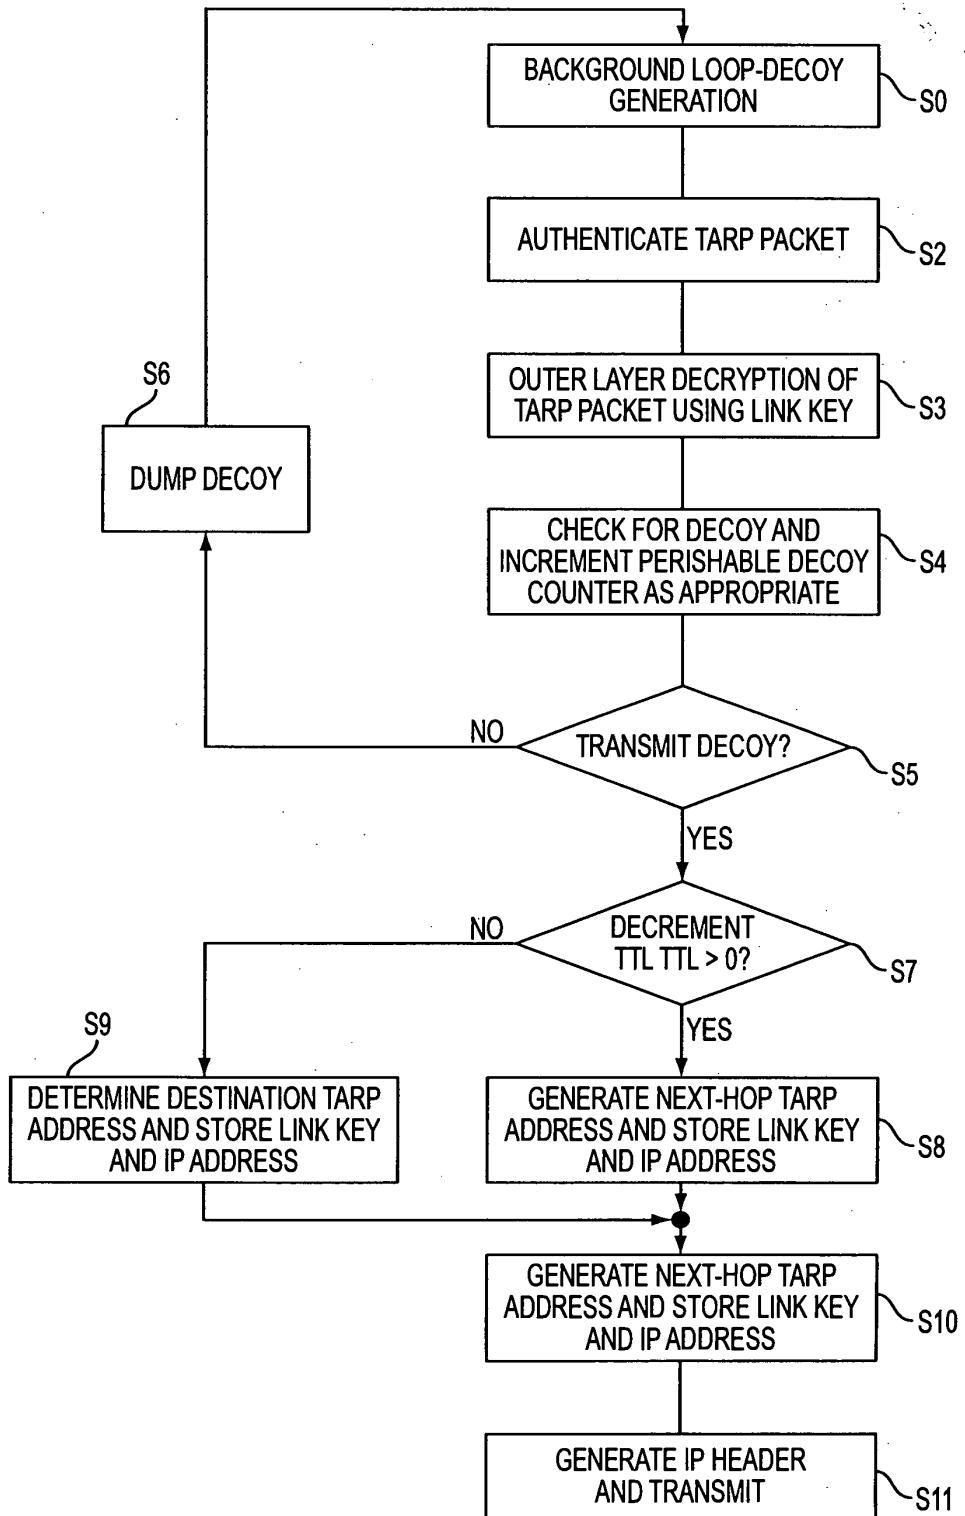 BACKGROUND LOOP-DECOY
GENERATION
S0
AUTHENTICATE TARP PACKET
S2
OUTER LAYER DECRYPTION OF
TARP PACKET USING LINK KEY
S3
S6
DUMP DECOY
CHECK FOR DECOY AND
INCREMENT PERISHABLE DECOY
COUNTER AS APPROPRIATE
S4
NO
TRANSMIT DECOY?
S5
YES
NO
DECREMENT
TTL TTL > 0?
S7
YES
S9
DETERMINE DESTINATION TARP
ADDRESS AND STORE LINK KEY
AND IP ADDRESS
GENERATE NEXT-HOP TARP
ADDRESS AND STORE LINK KEY
AND IP ADDRESS
S8
GENERATE NEXT-HOP TARP
ADDRESS AND STORE LINK KEY
AND IP ADDRESS
S10
GENERATE IP HEADER
AND TRANSMIT
S11